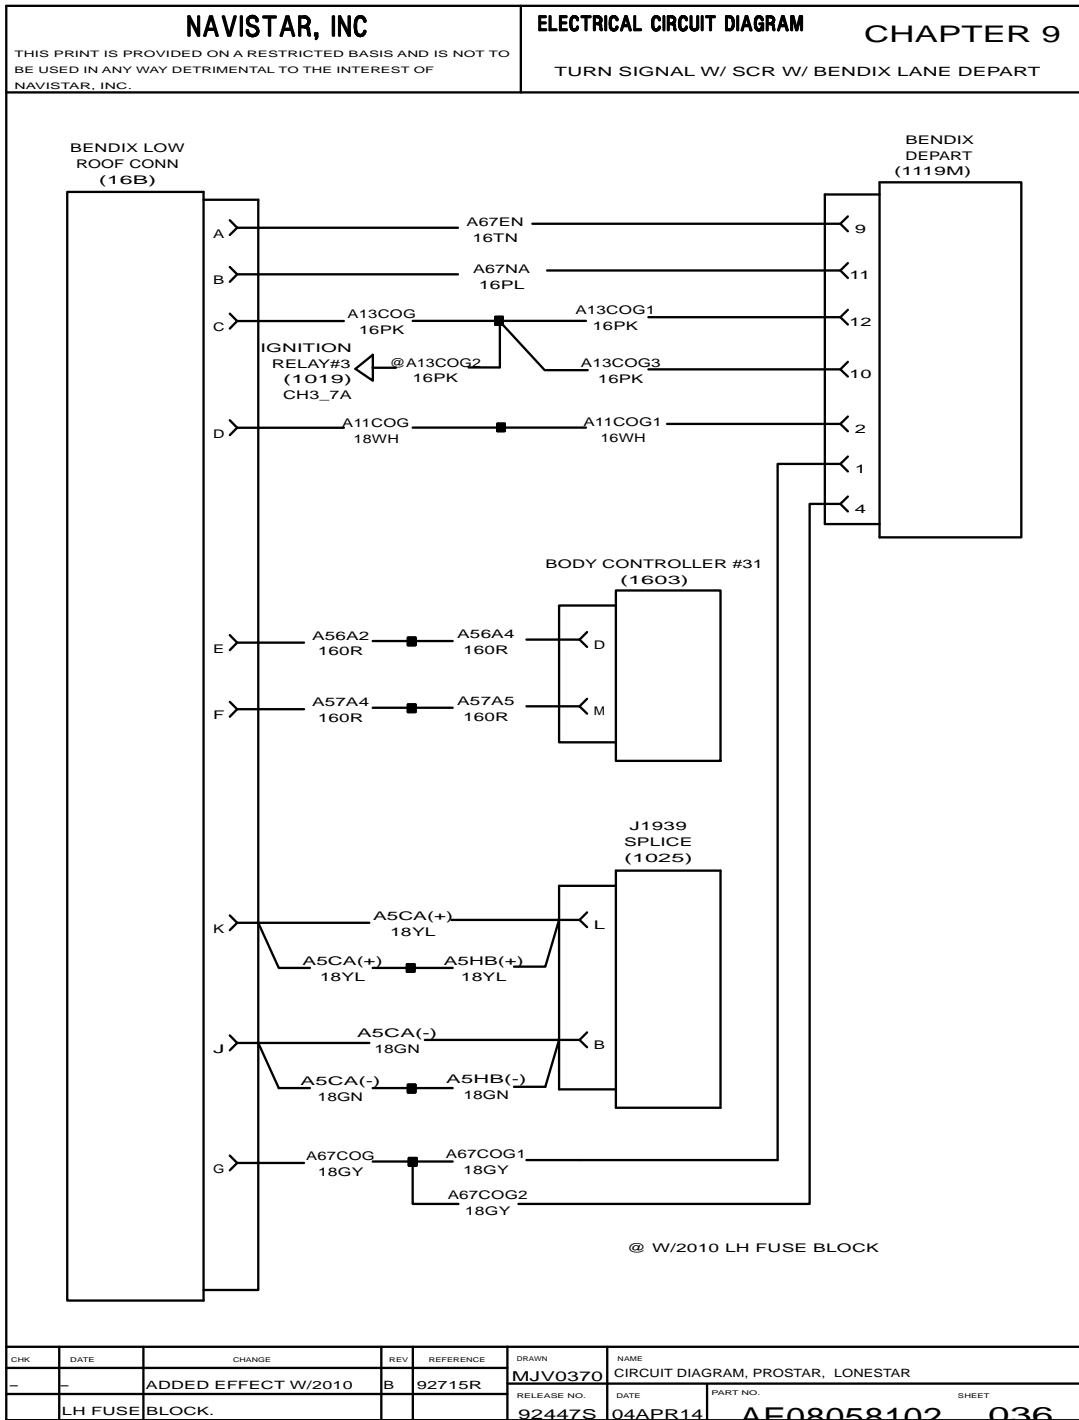 NAVISTAR, INC
THIS PRINT IS PROVIDED ON A RESTRICTED BASIS AND IS NOT TO
BE USED IN ANY WAY DETRIMENTAL TO THE INTEREST OF
NAVISTAR, INC.
ELECTRICAL CIRCUIT DIAGRAM
CHAPTER 9
TURN SIGNAL W/ SCR W/ BENDIX LANE DEPART
BENDIX LOW
ROOF CONN
(16B)
BENDIX
DEPART
(1119M)
A
A67EN
16TN
9
B
A67NA
16PL
11
C
A13COG
16PK
A13COG1
16PK
12
IGNITION
RELAY#3
(1019)
CH3_7A
@A13COG2
16PK
A13COG3
16PK
10
D
A11COG
18WH
A11COG1
16WH
2
1
4
BODY CONTROLLER #31
(1603)
E
A56A2
160R
A56A4
160R
D
F
A57A4
160R
A57A5
160R
M
J1939
SPLICE
(1025)
K
A5CA(+)
18YL
L
A5CA(+)
18YL
A5HB(+)
18YL
J
A5CA(-)
18GN
B
A5CA(-)
18GN
A5HB(-)
18GN
G
A67COG
18GY
A67COG1
18GY
A67COG2
18GY
@ W/2010 LH FUSE BLOCK
CHK DATE CHANGE REV REFERENCE
– – ADDED EFFECT W/2010 B 92715R
LH FUSE BLOCK.
DRAWN
MJV0370
NAME
CIRCUIT DIAGRAM, PROSTAR, LONESTAR
RELEASE NO.
92447S
DATE
04APR14
PART NO.
AE08058102
SHEET
036